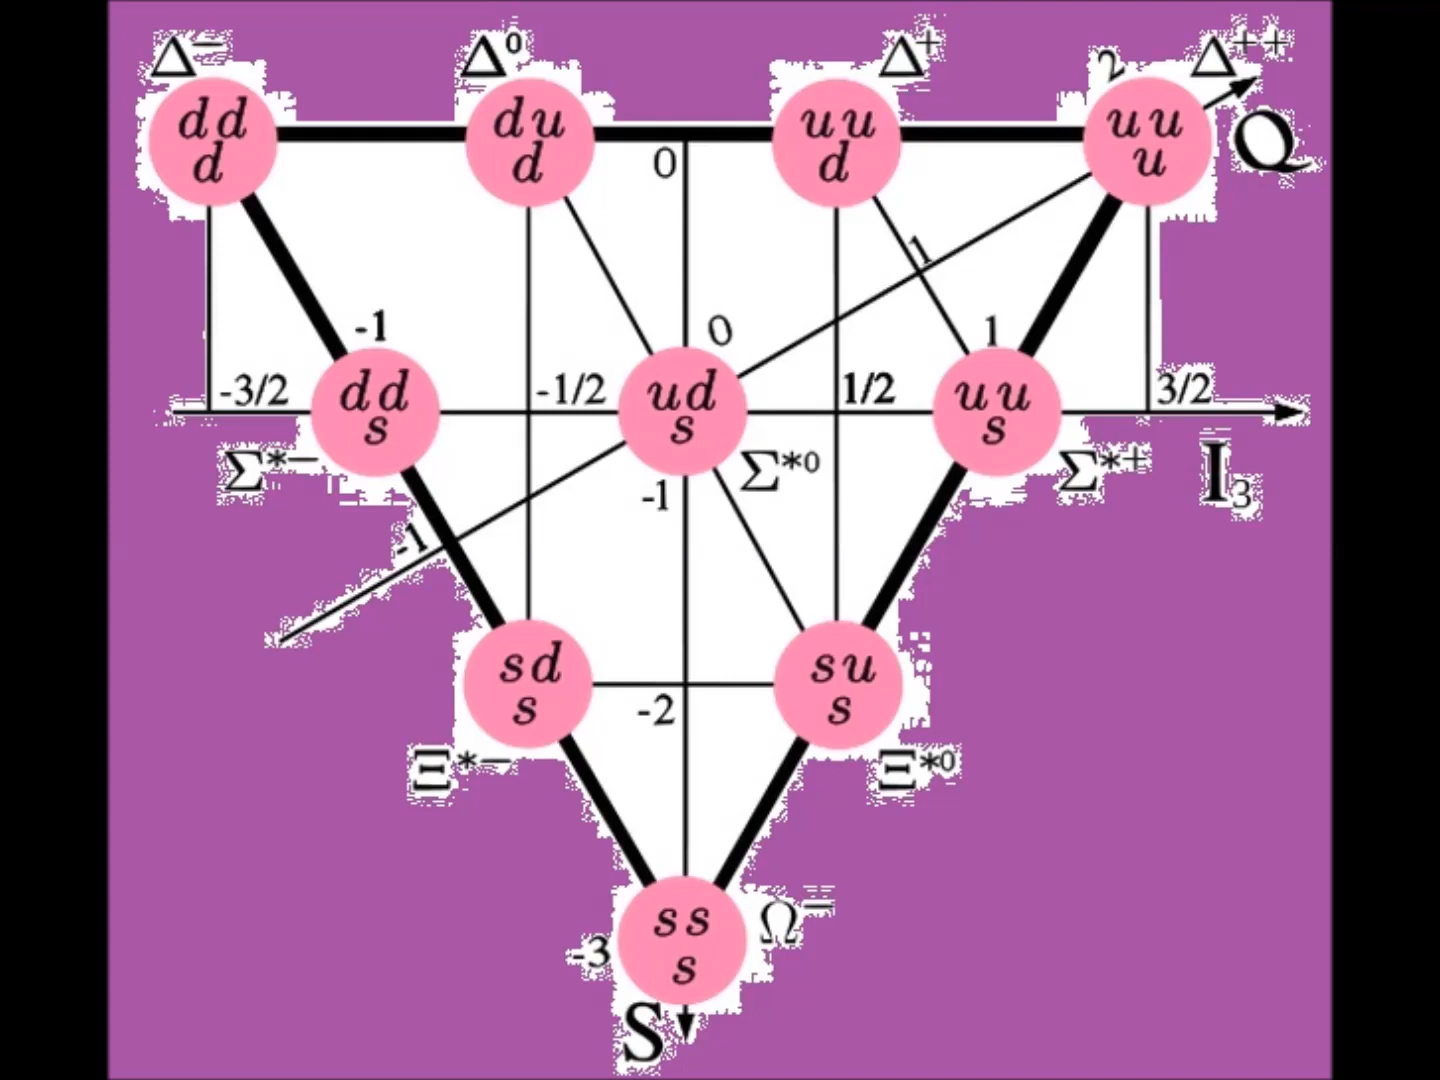 Δ⁻ Δ⁰ Δ⁺ 2 Δ⁺⁺
d d d u u u u u Q
d d d u
0
1
-1 0 1
-3/2 -1/2 1/2 3/2
d d u d u u
s s s
Σ*⁻ Σ*⁰ Σ*⁺ I₃
-1
-1
s d s u
s s
-2
Ξ*⁻ Ξ*⁰
s s Ω⁻
-3 s
S